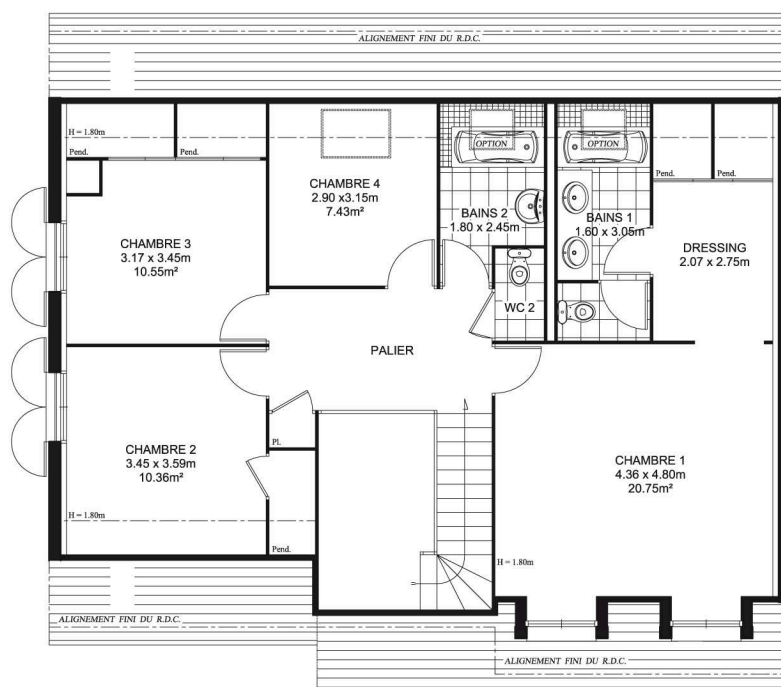 ALIGNEMENT FINI DU R.D.C.
H = 1.80m
Pend.
Pend.
CHAMBRE 3
3.17 x 3.45m
10.55m²
CHAMBRE 4
2.90 x3.15m
7.43m²
OPTION
BAINS 2
1.80 x 2.45m
WC 2
OPTION
BAINS 1
1.60 x 3.05m
Pend.
Pend.
DRESSING
2.07 x 2.75m
PALIER
CHAMBRE 2
3.45 x 3.59m
10.36m²
H = 1.80m
Pl.
Pend.
CHAMBRE 1
4.36 x 4.80m
20.75m²
H = 1.80m
ALIGNEMENT FINI DU R.D.C.
ALIGNEMENT FINI DU R.D.C.